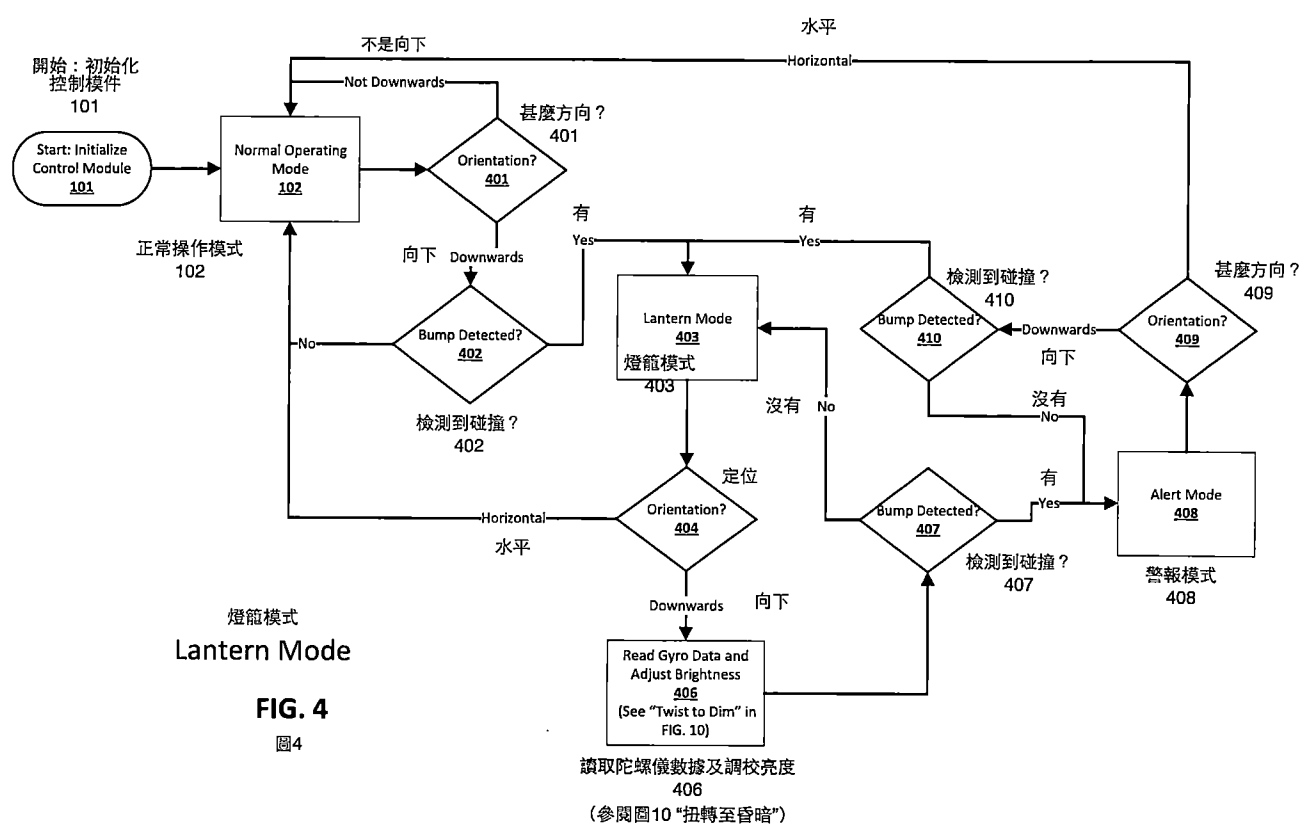 水平
不是向下
Horizontal
開始：初始化
控制模件
101
Not Downwards
甚麼方向？
401
Start: Initialize
Control Module
101
Normal Operating
Mode
102
Orientation?
401
正常操作模式
102
向下
Downwards
有
Yes
有
Yes
檢測到碰撞？
410
甚麼方向？
409
No
Bump Detected?
402
Lantern Mode
403
燈籠模式
403
Bump Detected?
410
Downwards
向下
Orientation?
409
檢測到碰撞？
402
沒有
No
沒有
No
定位
Orientation?
404
Horizontal
水平
Bump Detected?
407
有
Yes
Alert Mode
408
檢測到碰撞？
407
警報模式
408
Downwards
向下
燈籠模式
Lantern Mode
FIG. 4
圖4
Read Gyro Data and
Adjust Brightness
406
(See “Twist to Dim” in
FIG. 10)
讀取陀螺儀數據及調校亮度
406
（參閱圖10 “扭轉至昏暗”）